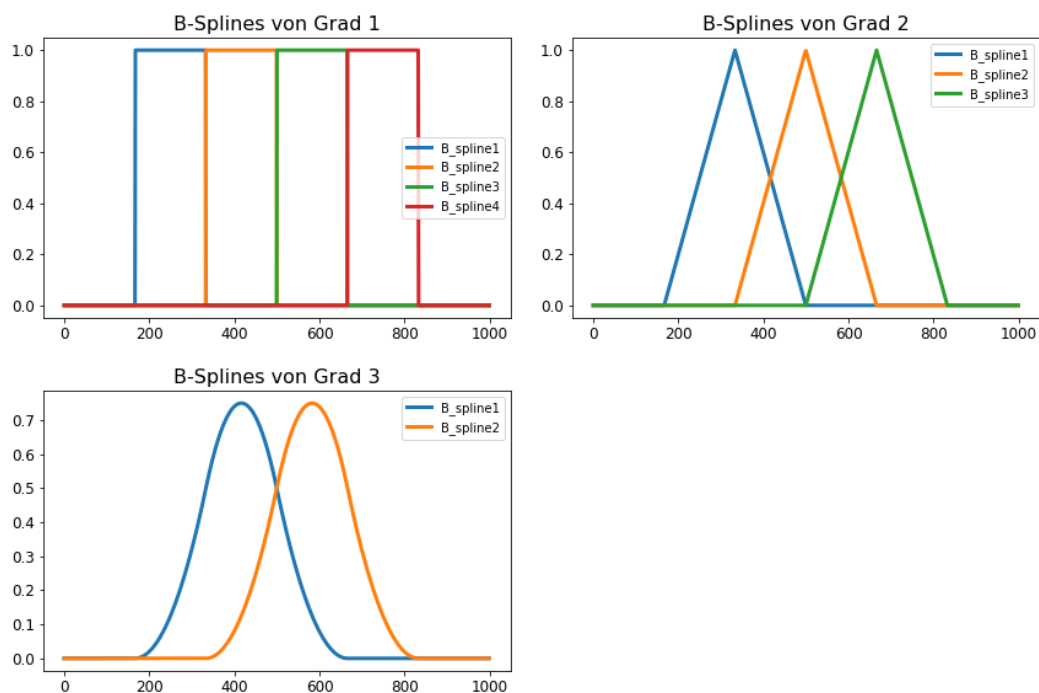 B-Splines von Grad 1
1.0
0.8
0.6
0.4
0.2
0.0
B_spline1
B_spline2
B_spline3
B_spline4
0 200 400 600 800 1000
B-Splines von Grad 2
1.0
0.8
0.6
0.4
0.2
0.0
B_spline1
B_spline2
B_spline3
0 200 400 600 800 1000
B-Splines von Grad 3
0.7
0.6
0.5
0.4
0.3
0.2
0.1
0.0
B_spline1
B_spline2
0 200 400 600 800 1000